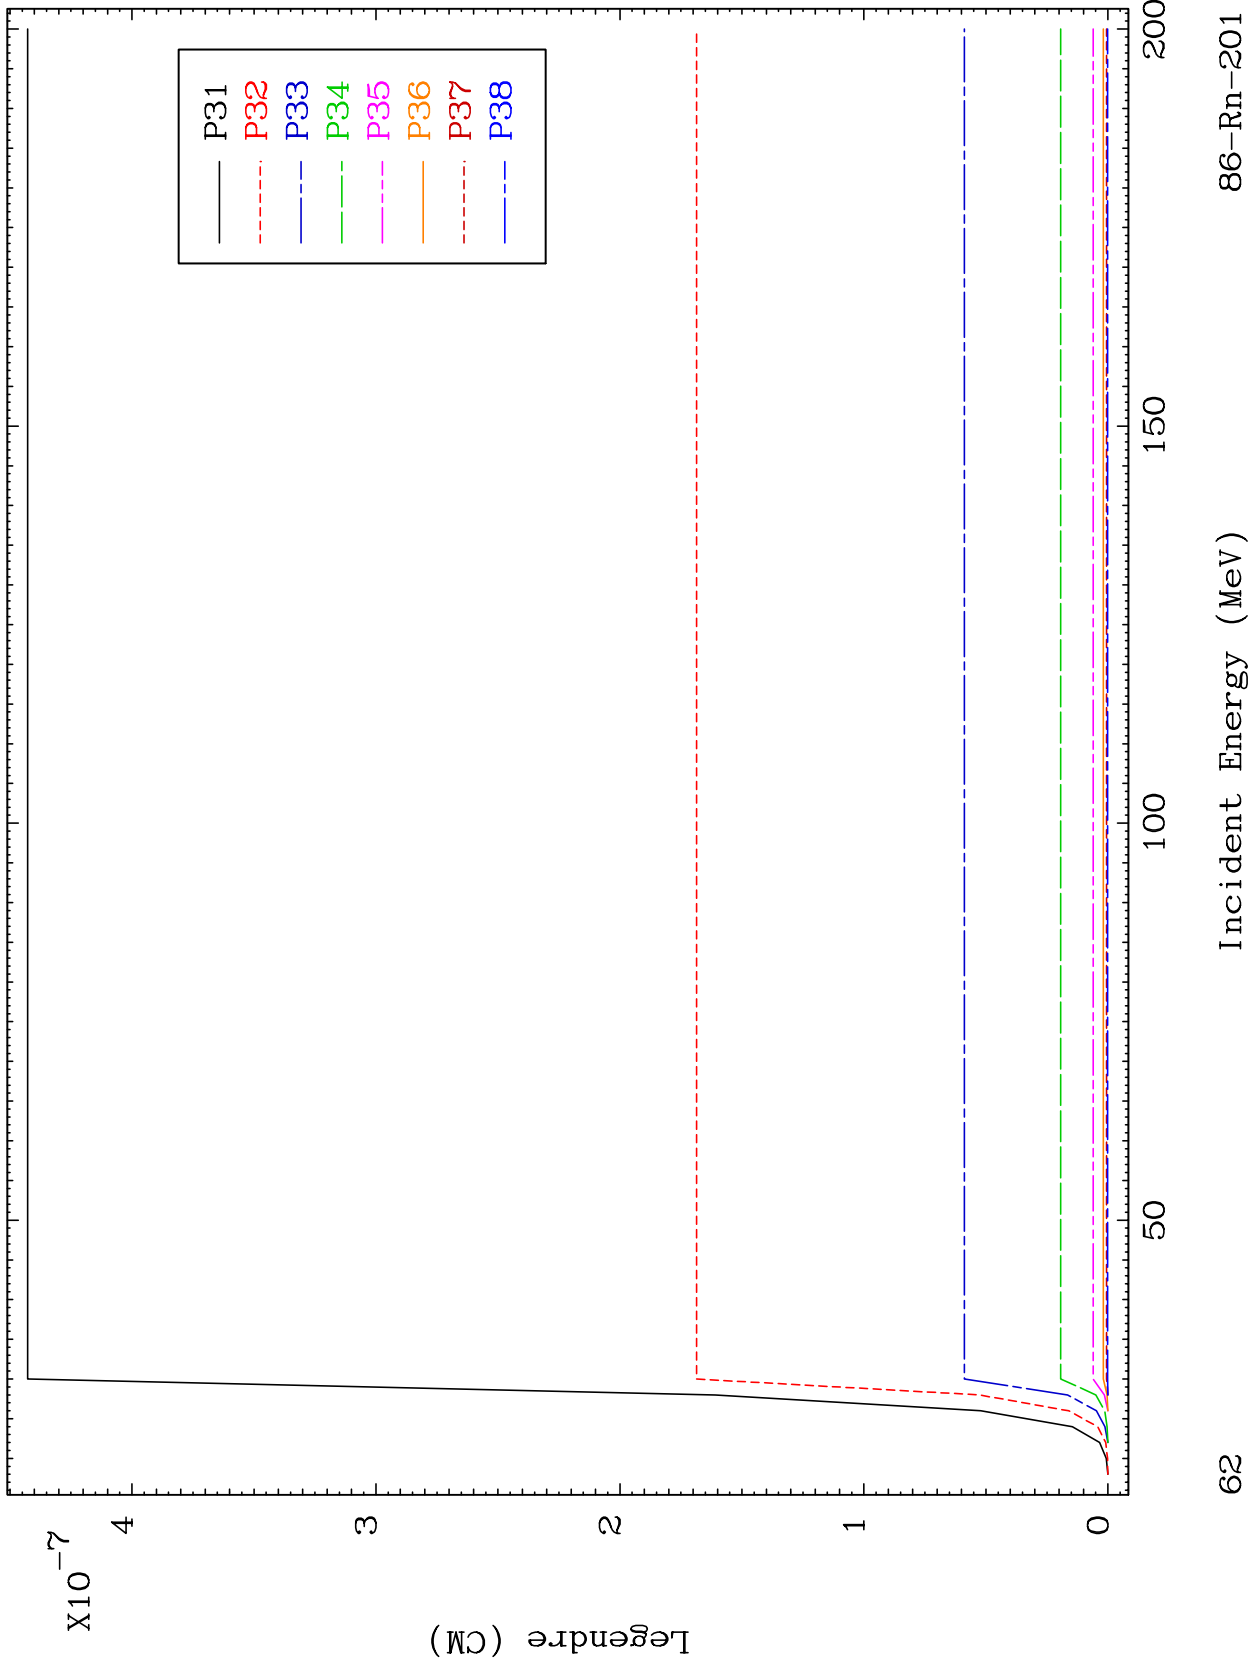 X10-7
4
3
2
1
0
Legendre (CM)
P31
P32
P33
P34
P35
P36
P37
P38
50
100
150
200
Incident Energy (MeV)
62
86-Rn-201